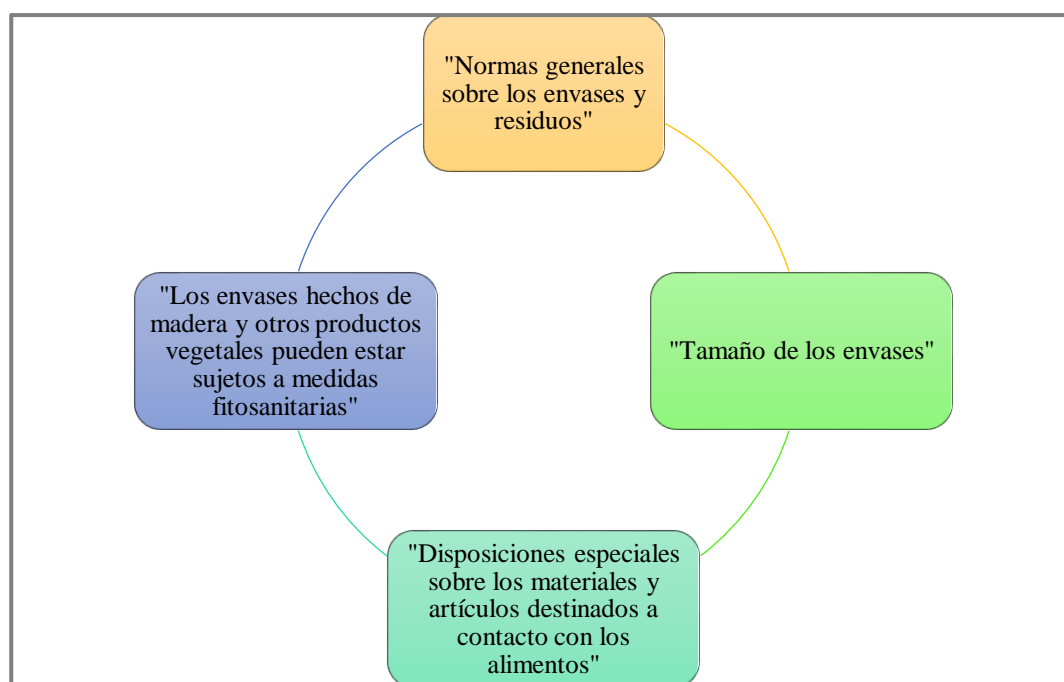 "Normas generales
sobre los envases y
residuos"
"Los envases hechos de
madera y otros productos
vegetales pueden estar
sujetos a medidas
fitosanitarias"
"Tamaño de los envases"
"Disposiciones especiales
sobre los materiales y
artículos destinados a
contacto con los
alimentos"